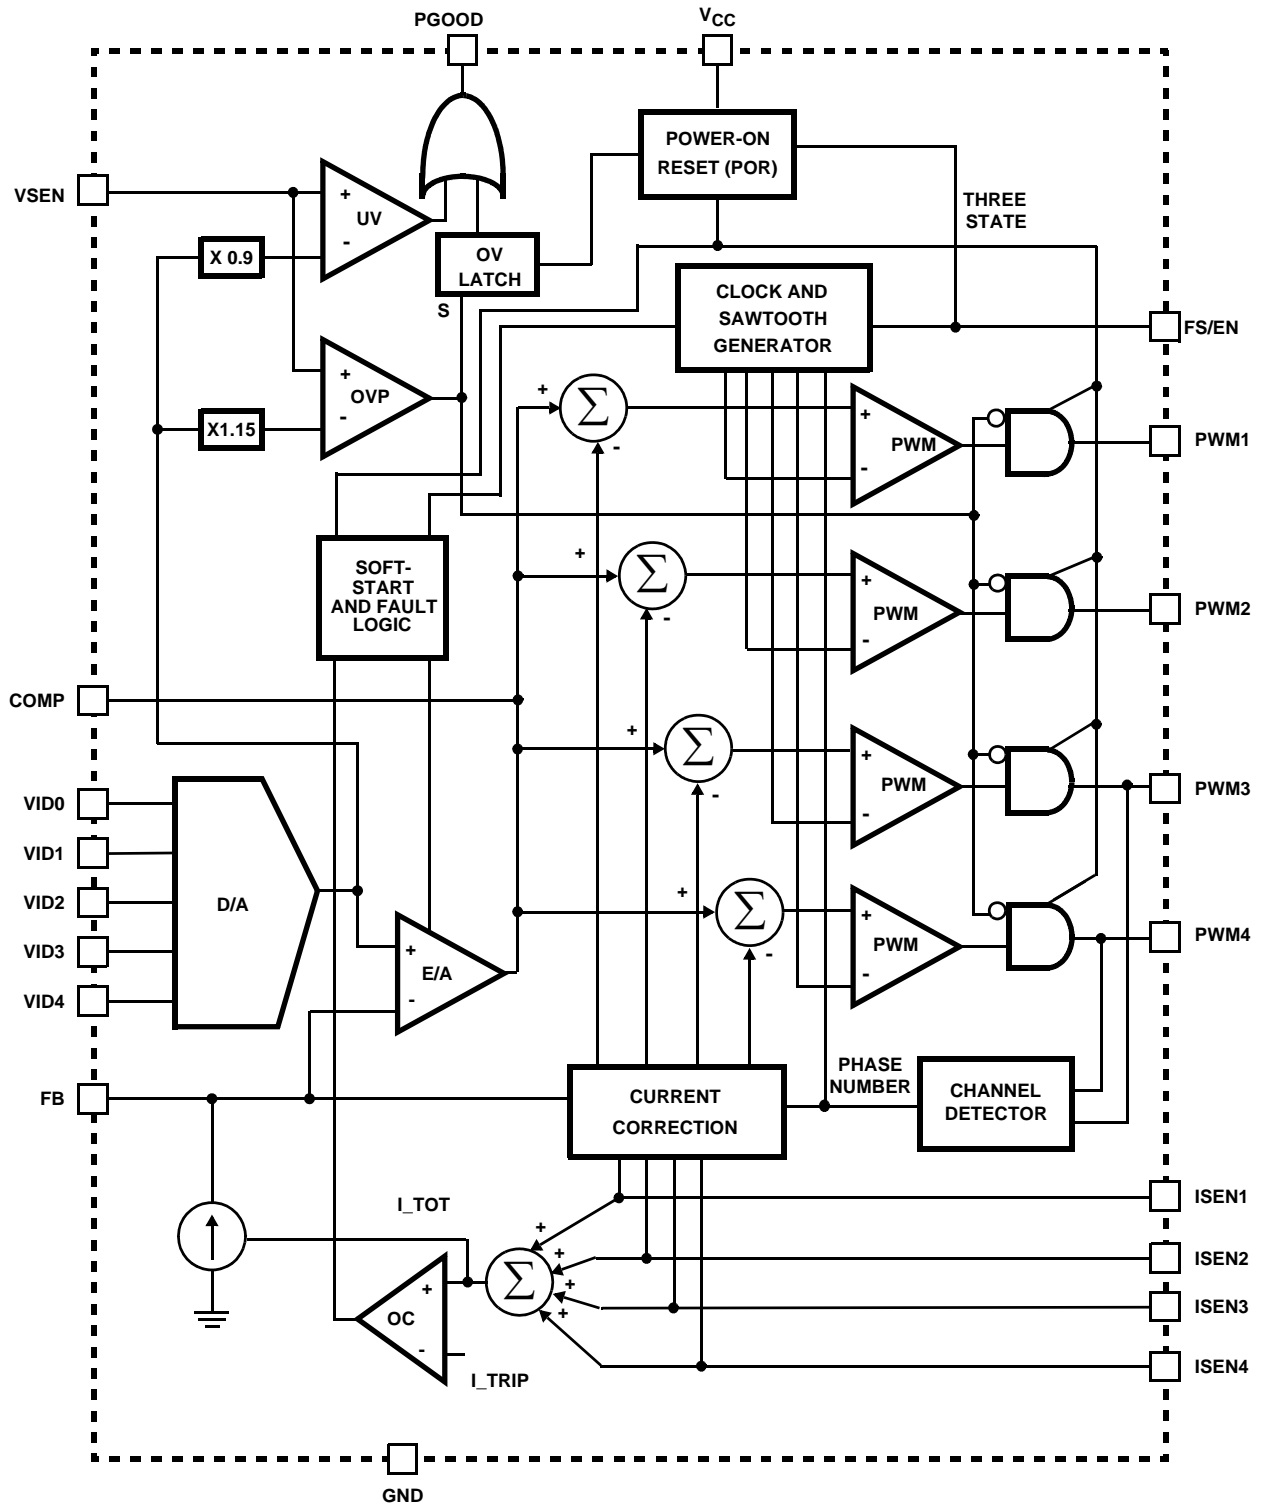 PGOOD
VCC
POWER-ON
RESET (POR)
VSEN
+
UV
-
THREE
STATE
X 0.9
OV
LATCH
S
CLOCK AND
SAWTOOTH
GENERATOR
FS/EN
+
OVP
-
X1.15
+
Σ
-
+
PWM
-
PWM1
SOFT-
START
AND FAULT
LOGIC
+
Σ
-
+
PWM
-
PWM2
COMP
+
Σ
-
+
PWM
-
PWM3
VID0
VID1
VID2
VID3
VID4
D/A
+
E/A
-
+
Σ
-
+
PWM
-
PWM4
FB
CURRENT
CORRECTION
PHASE
NUMBER
CHANNEL
DETECTOR
I_TOT
+
+
+
+
Σ
ISEN1
ISEN2
ISEN3
ISEN4
+
OC
-
I_TRIP
GND